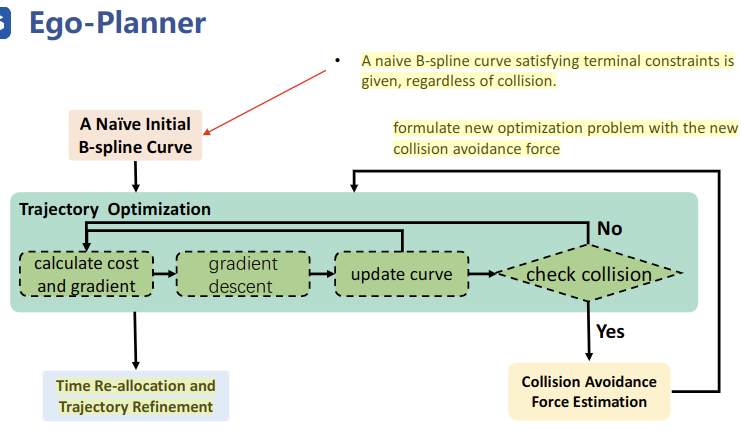 Ego-Planner
• A naive B-spline curve satisfying terminal constraints is
given, regardless of collision.
A Naïve Initial
B-spline Curve
formulate new optimization problem with the new
collision avoidance force
Trajectory Optimization
No
calculate cost
and gradient
gradient
descent
update curve
check collision
Yes
Time Re-allocation and
Trajectory Refinement
Collision Avoidance
Force Estimation